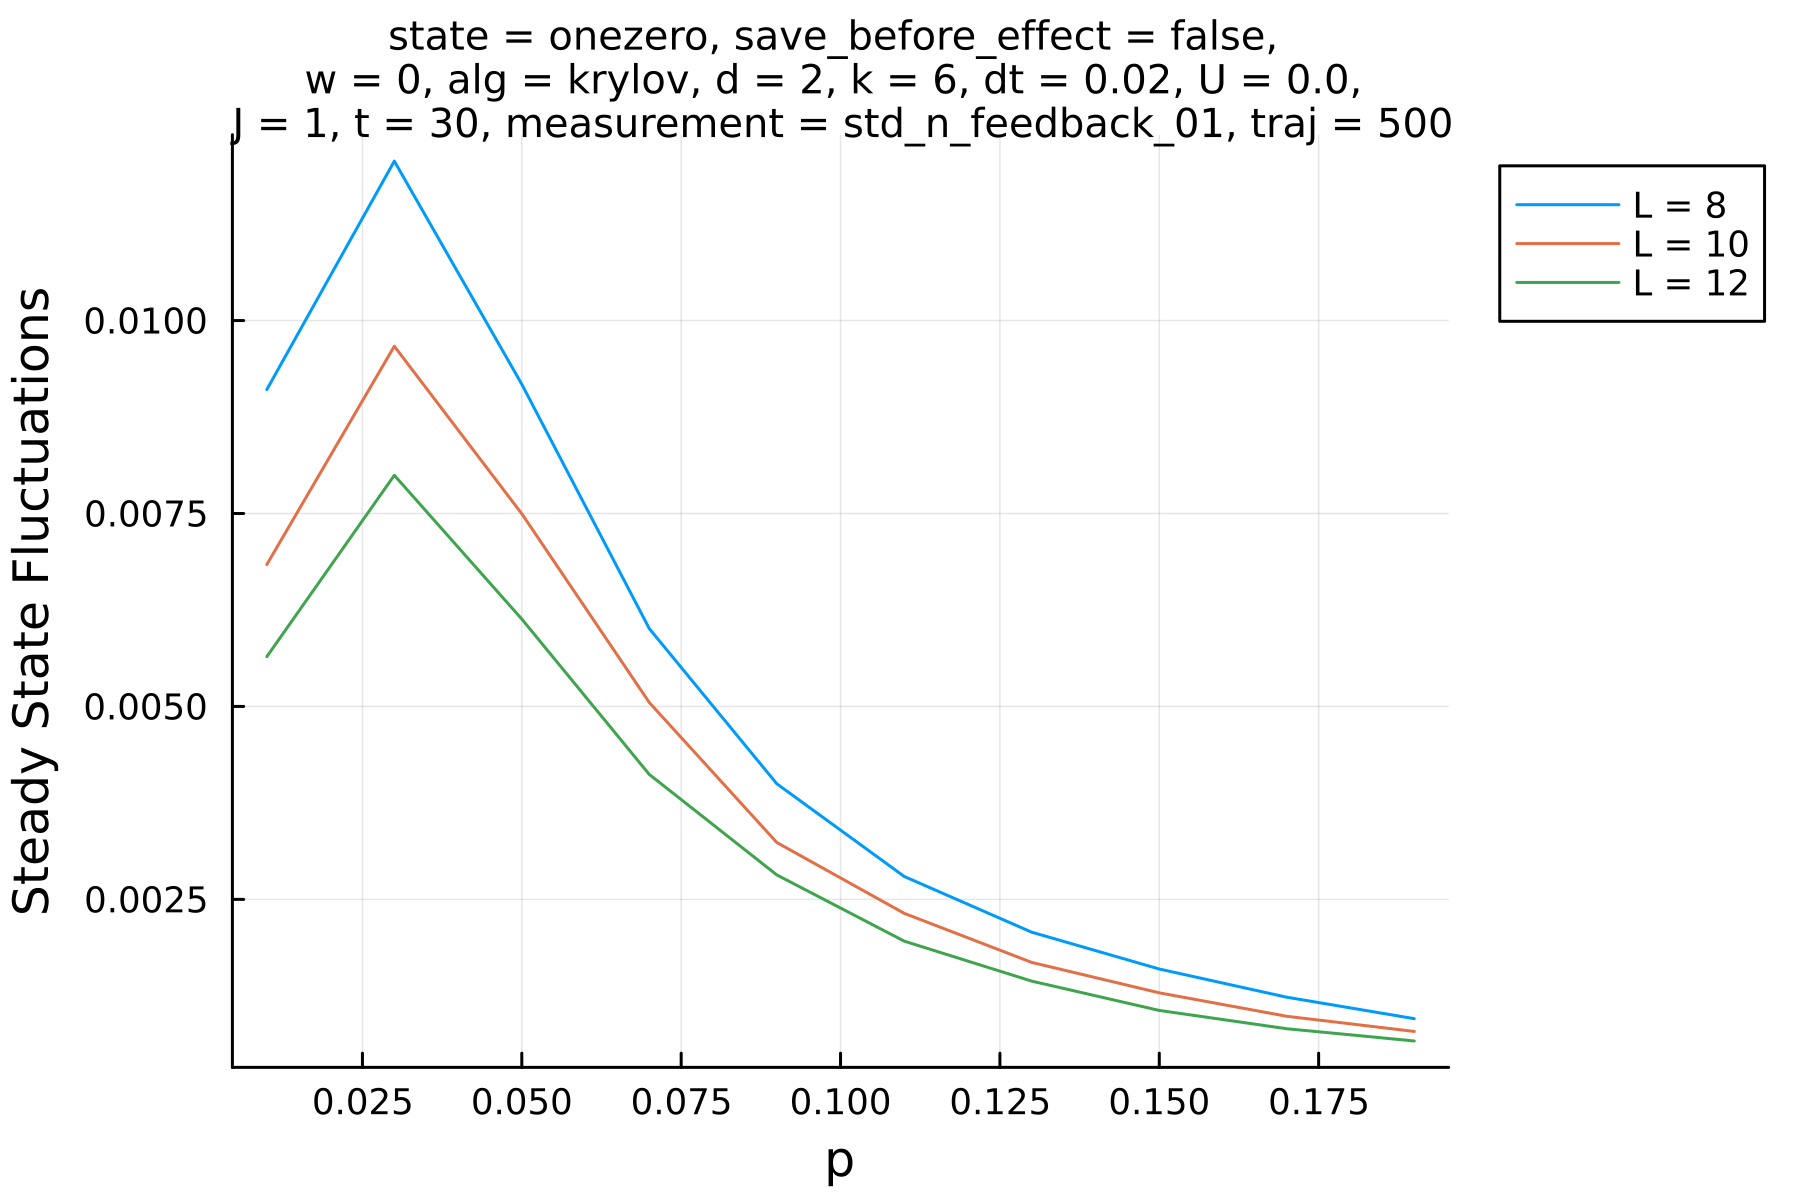 state = onezero, save_before_effect = false,
w = 0, alg = krylov, d = 2, k = 6, dt = 0.02, U = 0.0,
J = 1, t = 30, measurement = std_n_feedback_01, traj = 500
L = 8
L = 10
L = 12
Steady State Fluctuations
0.0100
0.0075
0.0050
0.0025
0.025
0.050
0.075
0.100
0.125
0.150
0.175
p